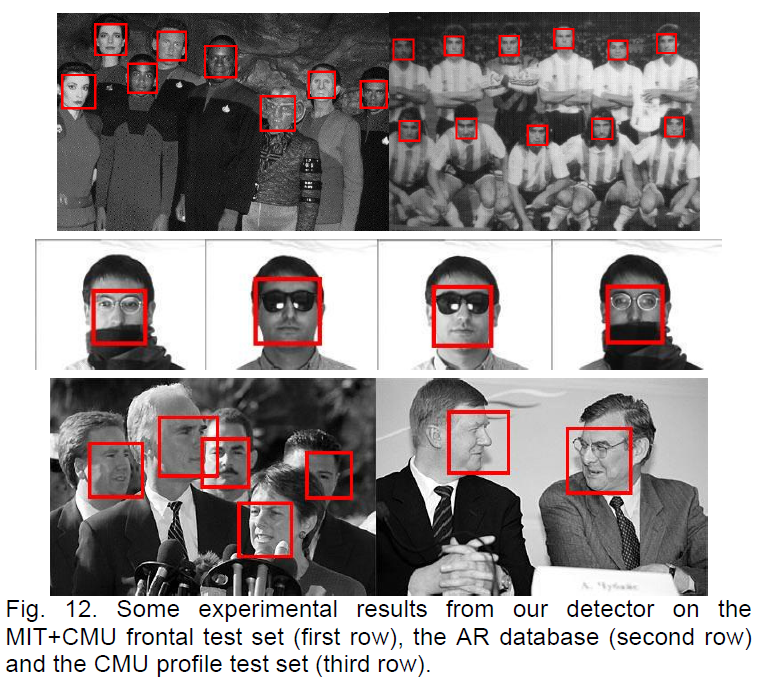 А. Чубайс
Fig. 12. Some experimental results from our detector on the
MIT+CMU frontal test set (first row), the AR database (second row)
and the CMU profile test set (third row).